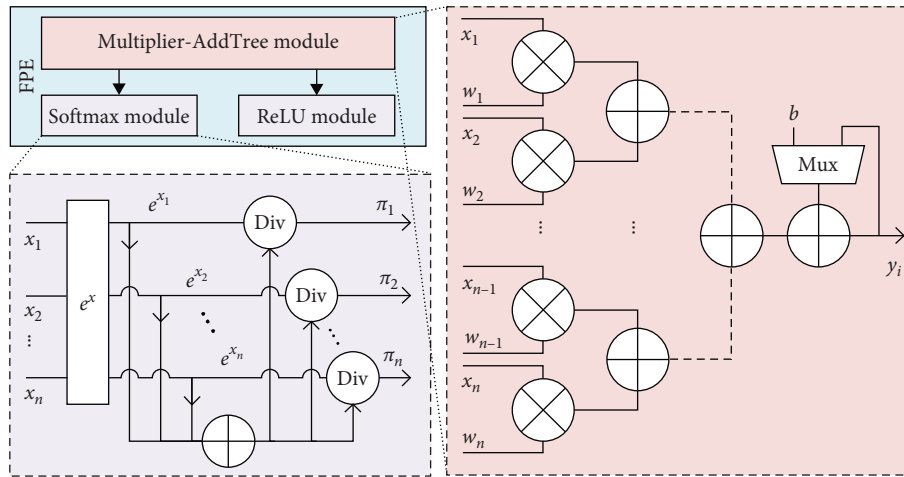 FPE
Multiplier-AddTree module
Softmax module
ReLU module
x1
x2
...
xn
e^x
e^x1
e^x2
e^xn
Div
Div
Div
π1
π2
πn
x1
w1
x2
w2
...
...
xn−1
wn−1
xn
wn
b
Mux
yi